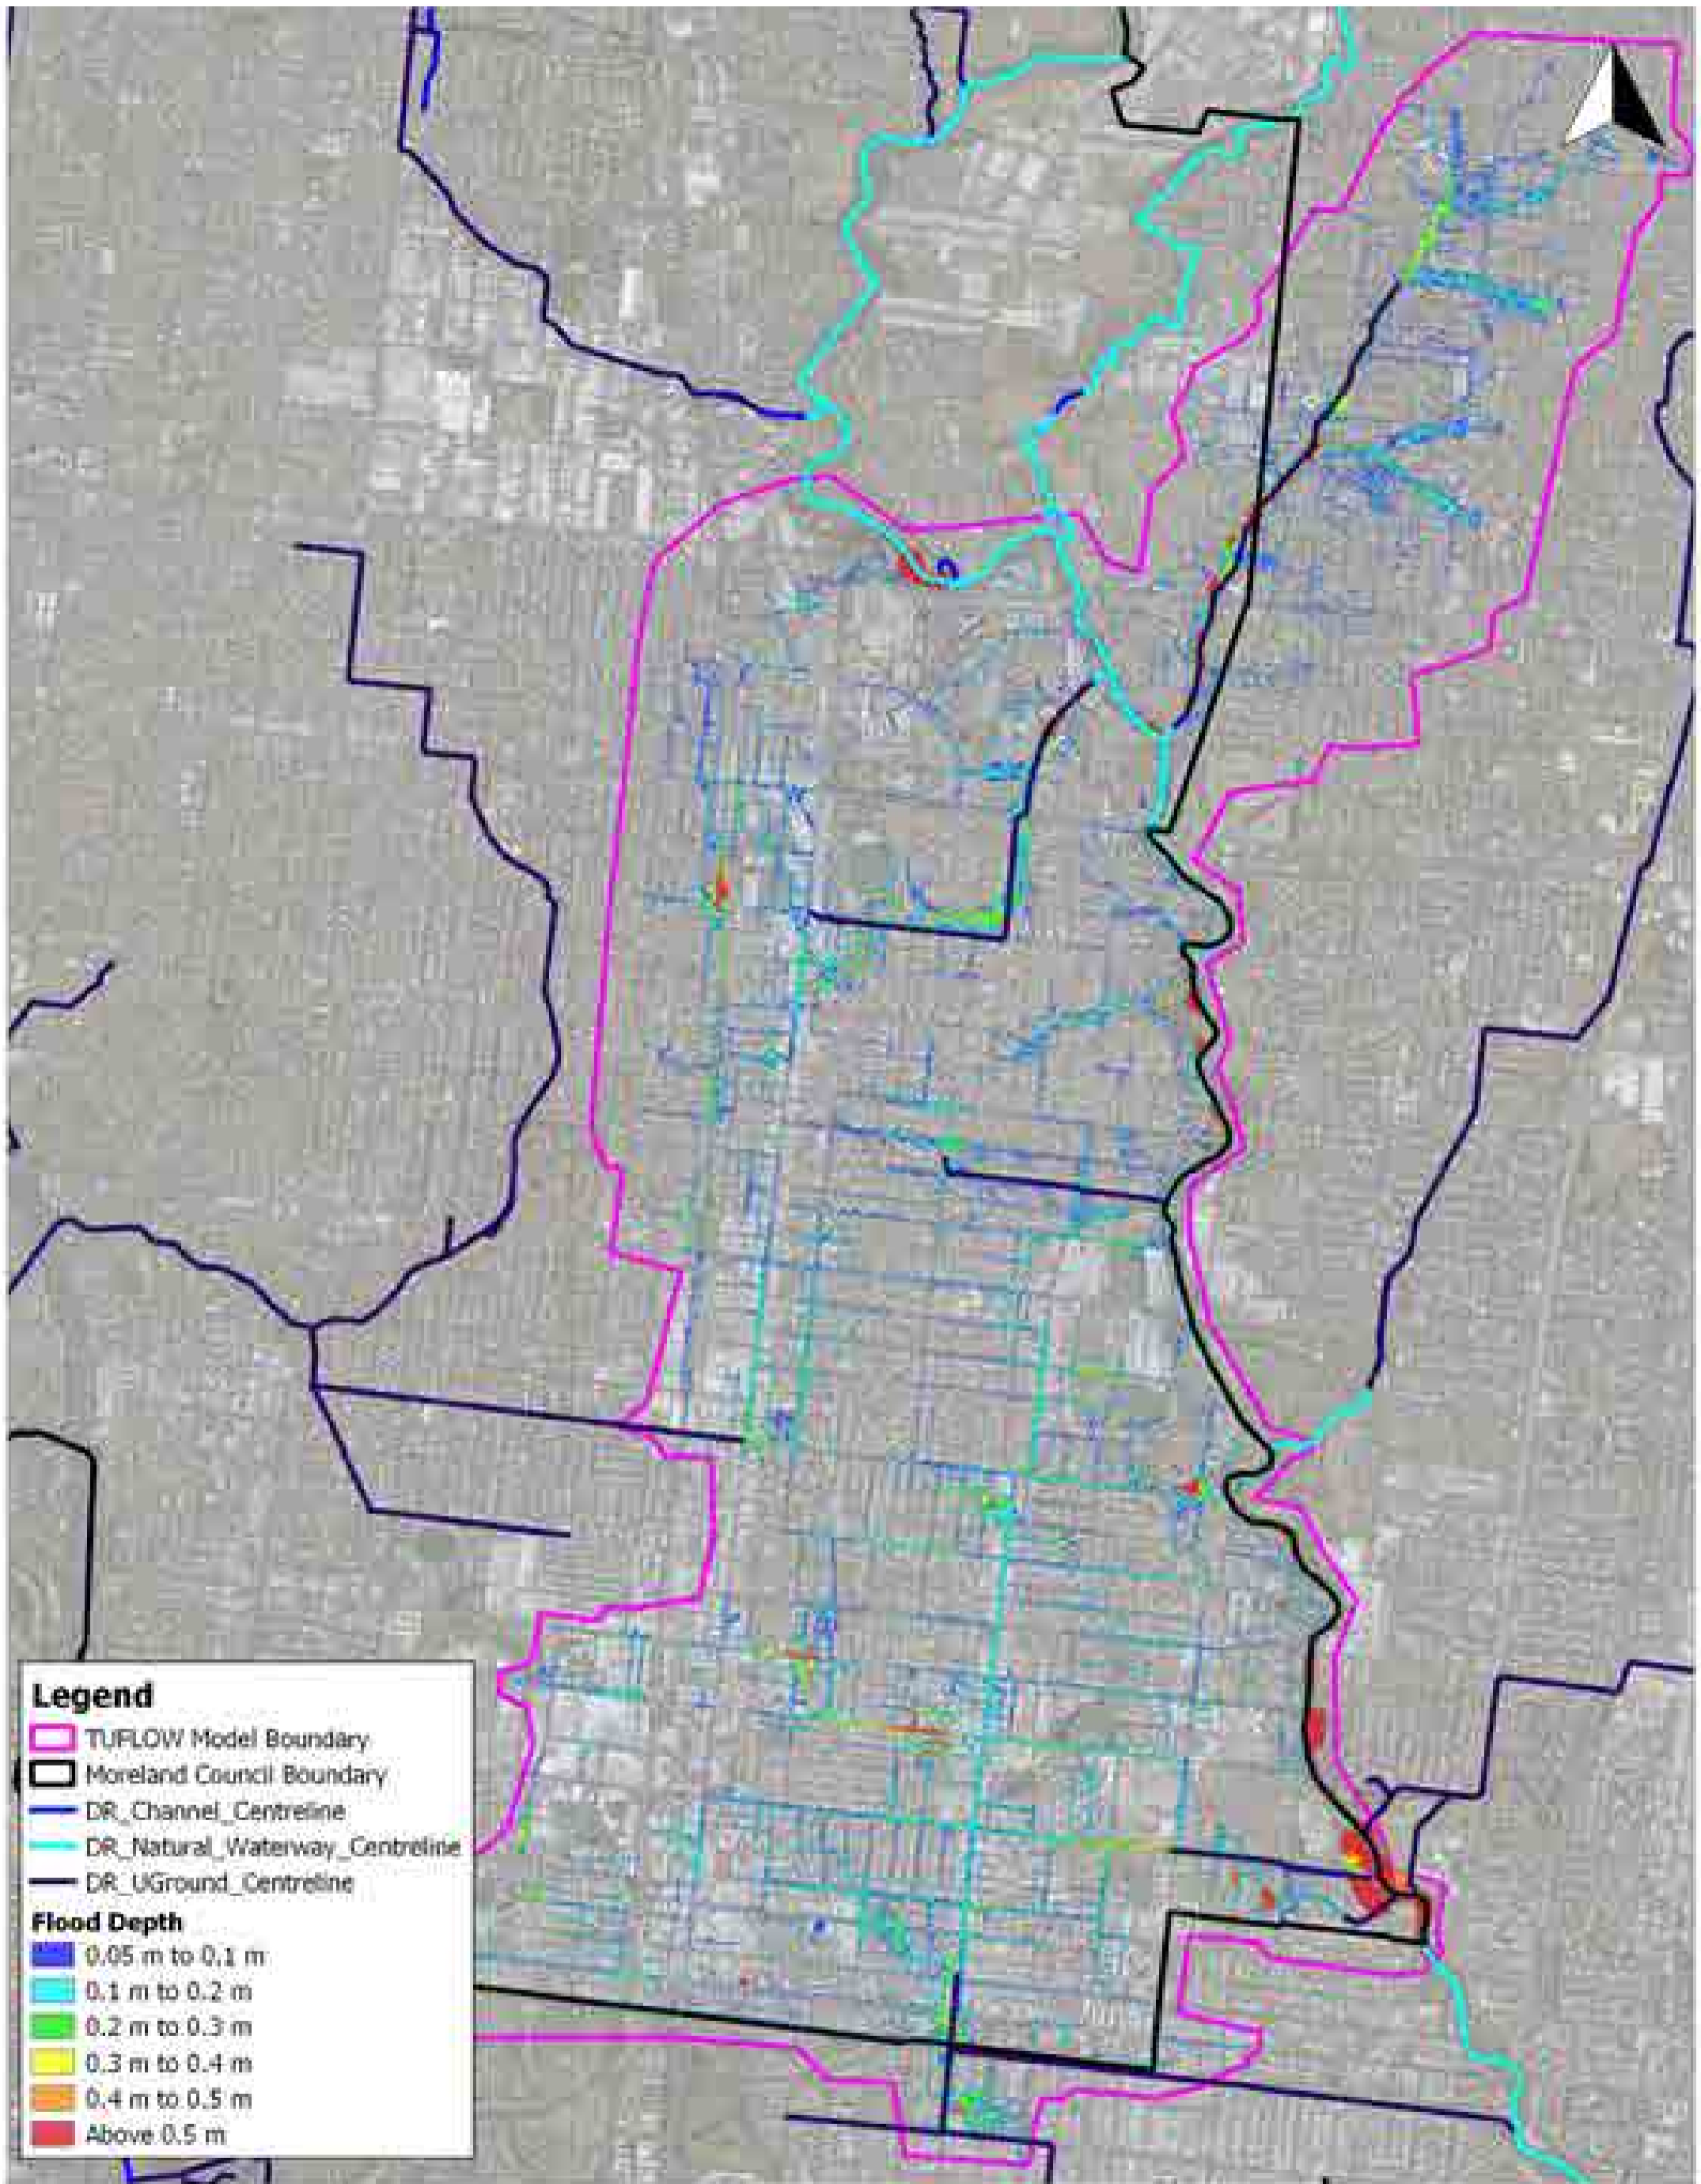 Legend
TUFLOW Model Boundary
Moreland Council Boundary
DR_Channel_Centreline
DR_Natural_Waterway_Centreline
DR_UGround_Centreline
Flood Depth
0.05 m to 0.1 m
0.1 m to 0.2 m
0.2 m to 0.3 m
0.3 m to 0.4 m
0.4 m to 0.5 m
Above 0.5 m